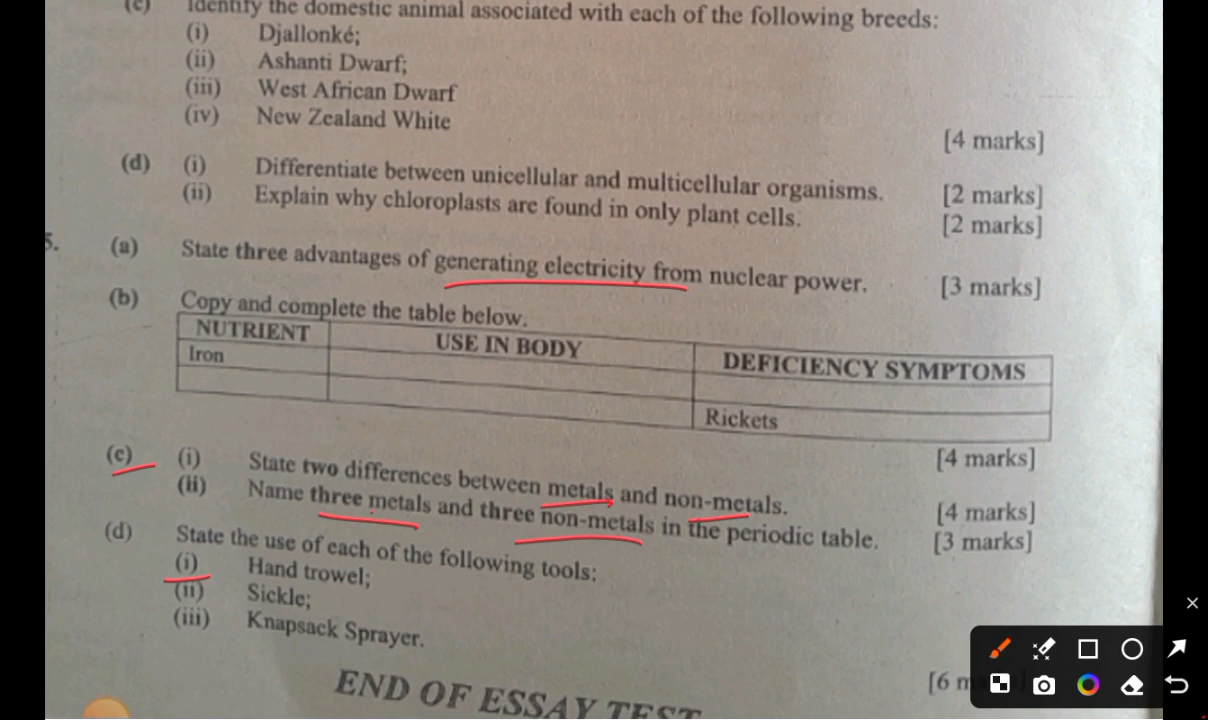 (c) Identify the domestic animal associated with each of the following breeds:
(i) Djallonké;
(ii) Ashanti Dwarf;
(iii) West African Dwarf
(iv) New Zealand White
[4 marks]
(d) (i) Differentiate between unicellular and multicellular organisms. [2 marks]
(ii) Explain why chloroplasts are found in only plant cells. [2 marks]
5. (a) State three advantages of generating electricity from nuclear power. [3 marks]
(b) Copy and complete the table below.
NUTRIENT USE IN BODY DEFICIENCY SYMPTOMS
Iron
Rickets
[4 marks]
(c) (i) State two differences between metals and non-metals. [4 marks]
(ii) Name three metals and three non-metals in the periodic table. [3 marks]
(d) State the use of each of the following tools:
(i) Hand trowel;
(ii) Sickle;
(iii) Knapsack Sprayer.
[6
END OF ESSAY TEST